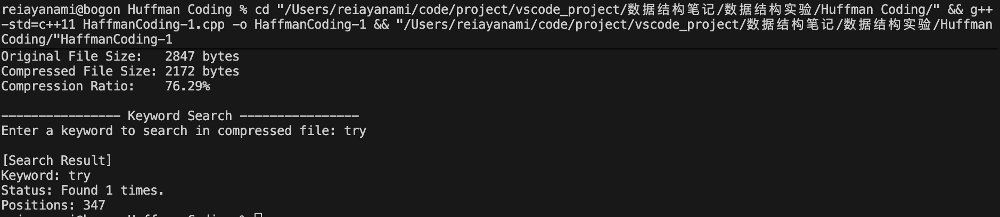 reiayanami@bogon Huffman Coding % cd "/Users/reiayanami/code/project/vscode_project/数据结构笔记/数据结构实验/Huffman Coding/" && g++
-std=c++11 HaffmanCoding-1.cpp -o HaffmanCoding-1 && "/Users/reiayanami/code/project/vscode_project/数据结构笔记/数据结构实验/Huffman
Coding/"HaffmanCoding-1
Original File Size:   2847 bytes
Compressed File Size: 2172 bytes
Compression Ratio:    76.29%
---------------- Keyword Search ----------------
Enter a keyword to search in compressed file: try
[Search Result]
Keyword: try
Status: Found 1 times.
Positions: 347